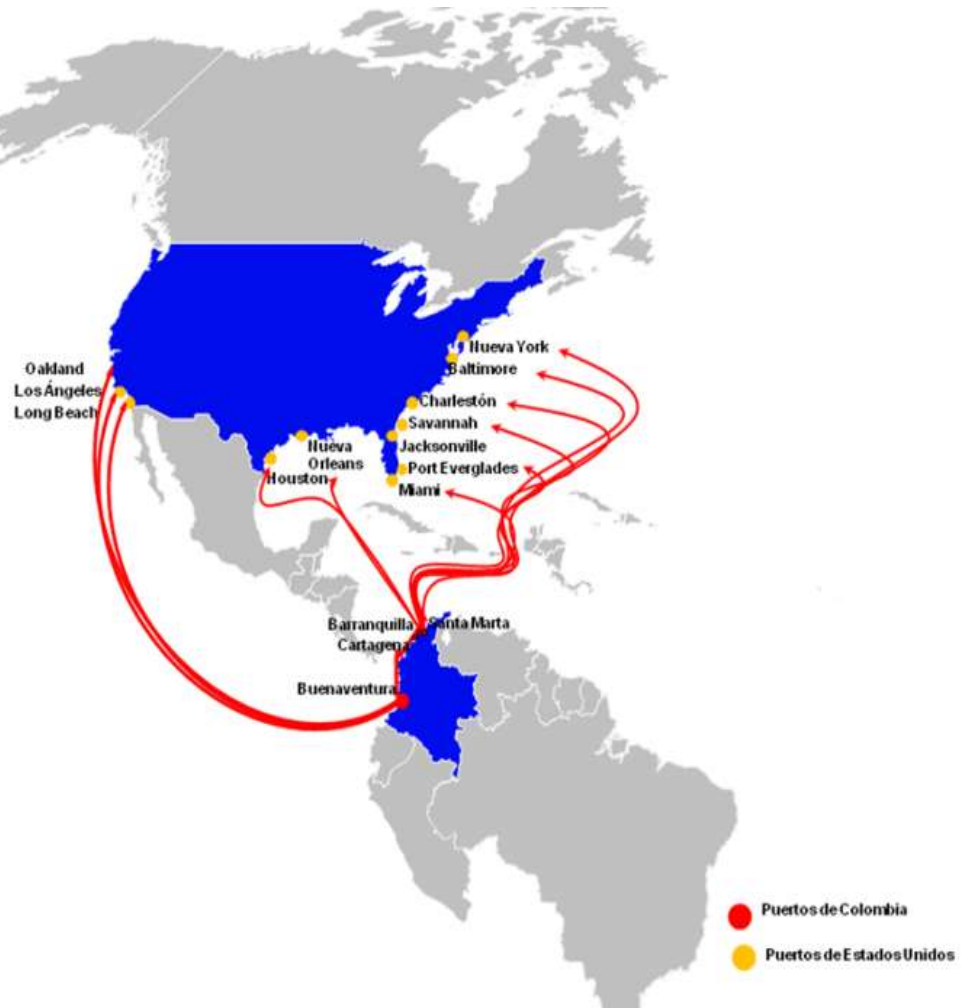 Nueva York
Baltimore
Oakland
Los Ángeles
Long Beach
Charlestón
Savannah
Jacksonville
Nueva
Orleans
Port Everglades
Houston
Miami
Barranquilla
Santa Marta
Cartagena
Buenaventura
Puertos de Colombia
Puertos de Estados Unidos